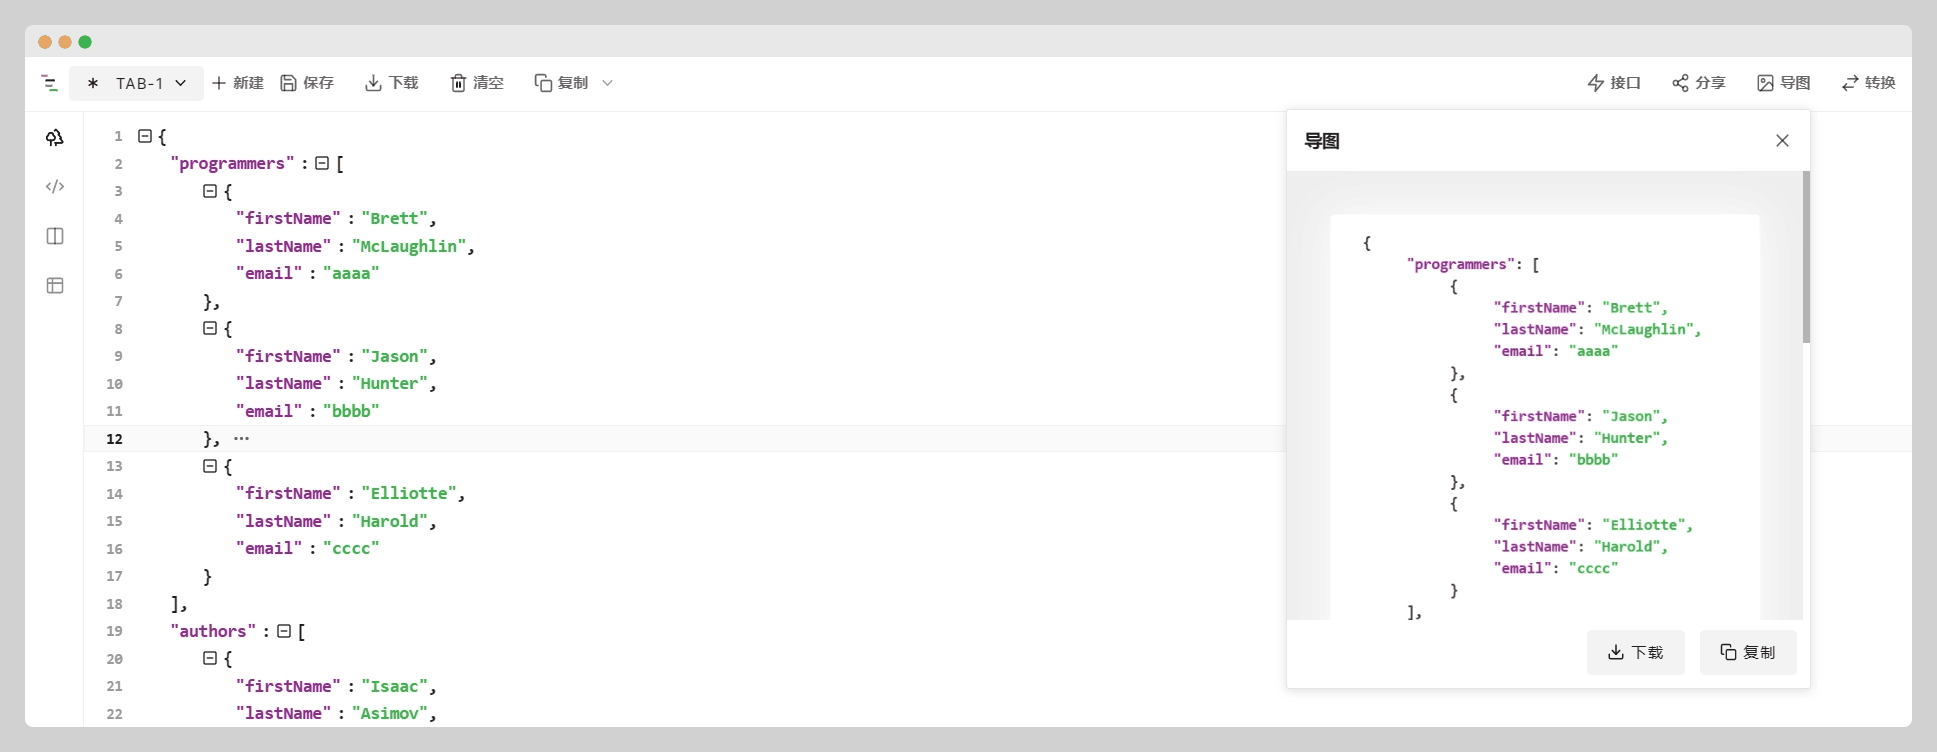 * TAB-1 新建 保存 下载 清空 复制 接口 分享 导图 转换
1 {
2 "programmers" : [
3 {
4 "firstName" : "Brett",
5 "lastName" : "McLaughlin",
6 "email" : "aaaa"
7 },
8 {
9 "firstName" : "Jason",
10 "lastName" : "Hunter",
11 "email" : "bbbb"
12 }, ···
13 {
14 "firstName" : "Elliotte",
15 "lastName" : "Harold",
16 "email" : "cccc"
17 }
18 ],
19 "authors" : [
20 {
21 "firstName" : "Isaac",
22 "lastName" : "Asimov",
导图
{
"programmers": [
{
"firstName": "Brett",
"lastName": "McLaughlin",
"email": "aaaa"
},
{
"firstName": "Jason",
"lastName": "Hunter",
"email": "bbbb"
},
{
"firstName": "Elliotte",
"lastName": "Harold",
"email": "cccc"
}
],
下载 复制